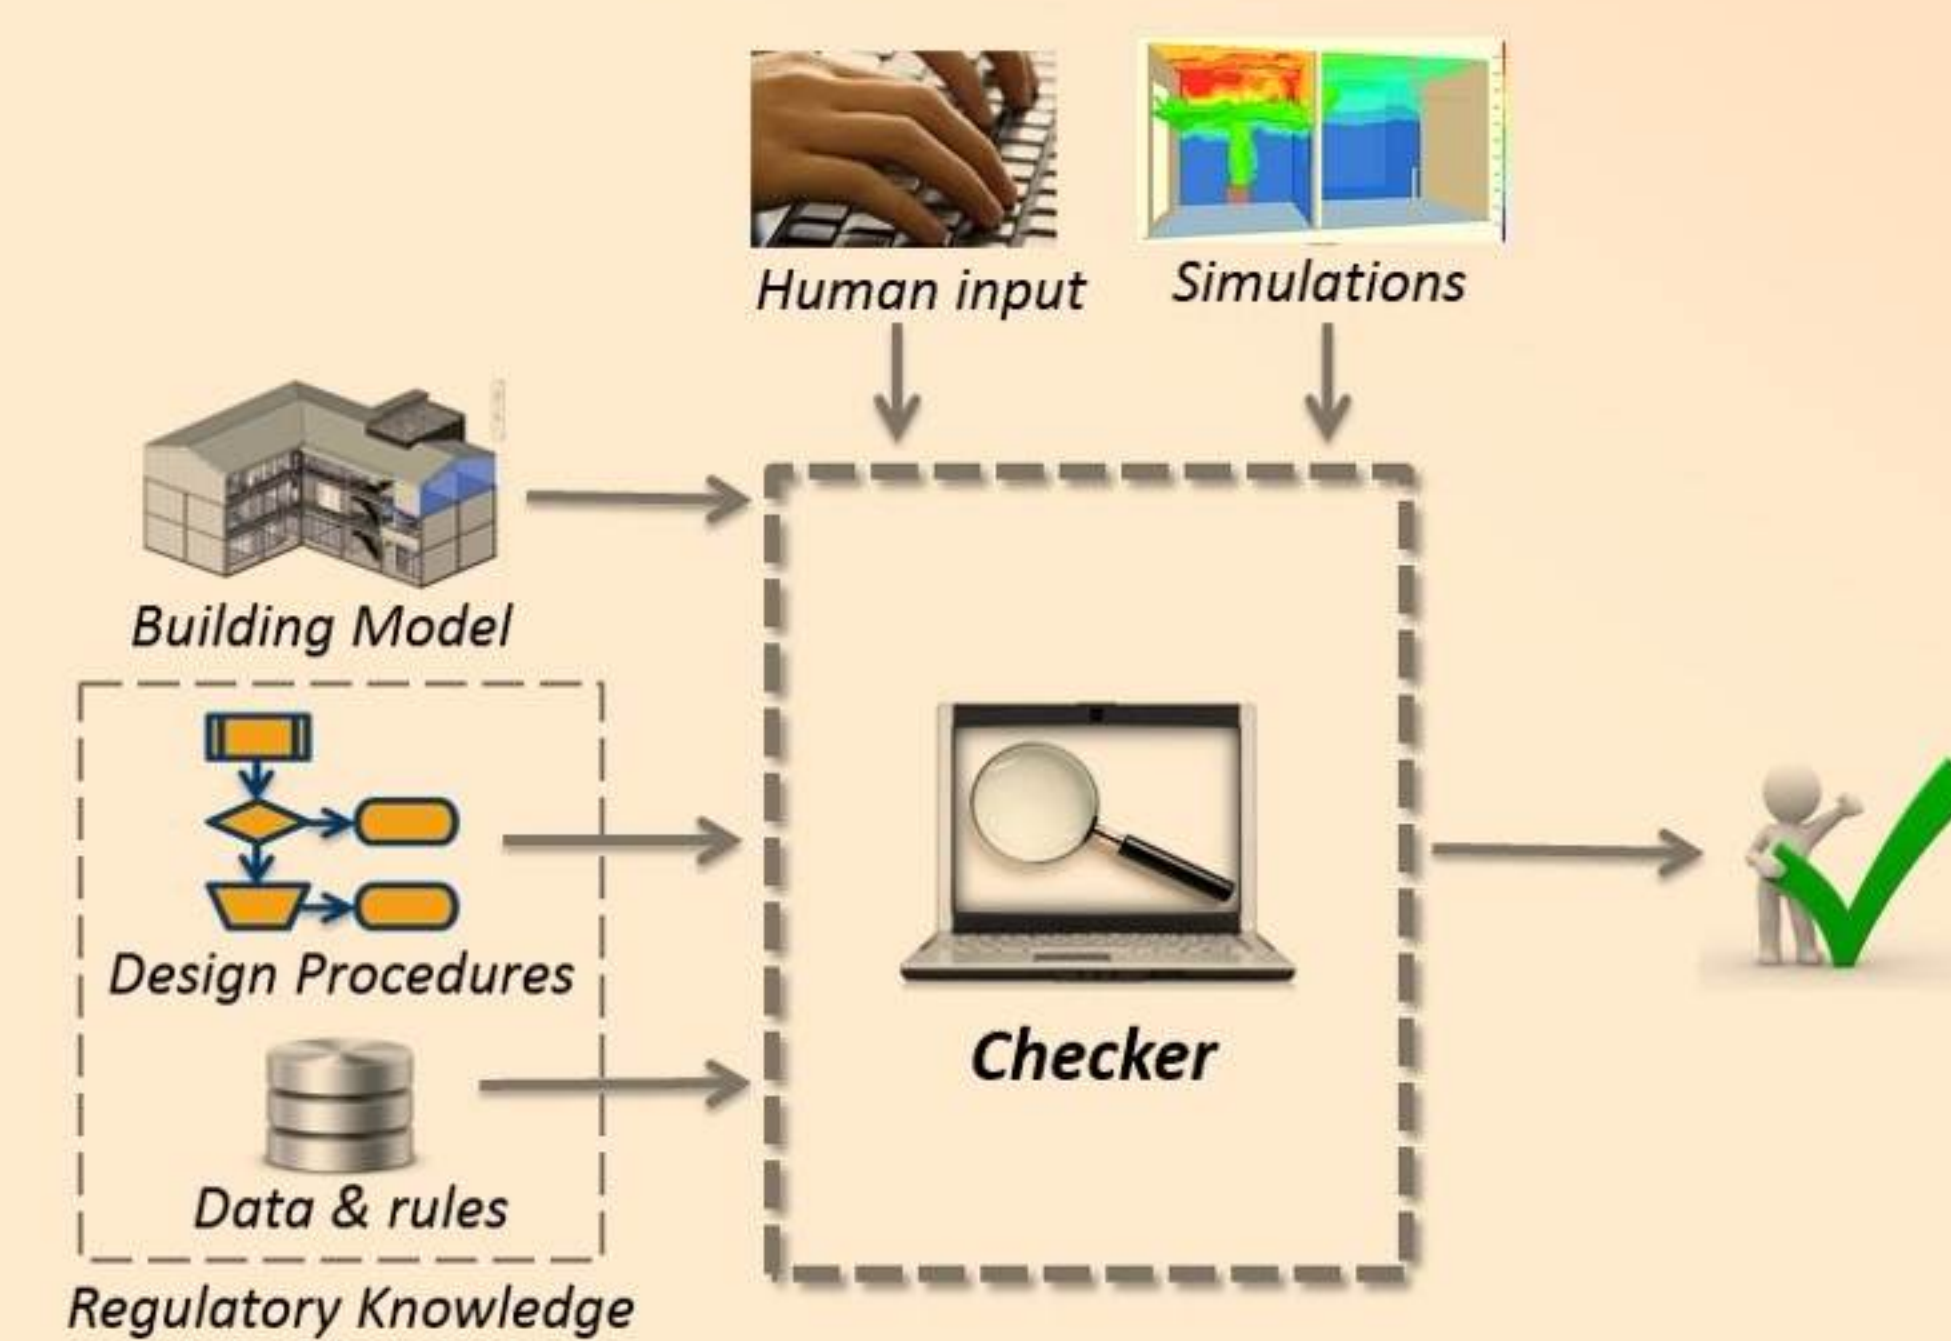 Human input
Simulations
Building Model
Design Procedures
Data & rules
Regulatory Knowledge
Checker